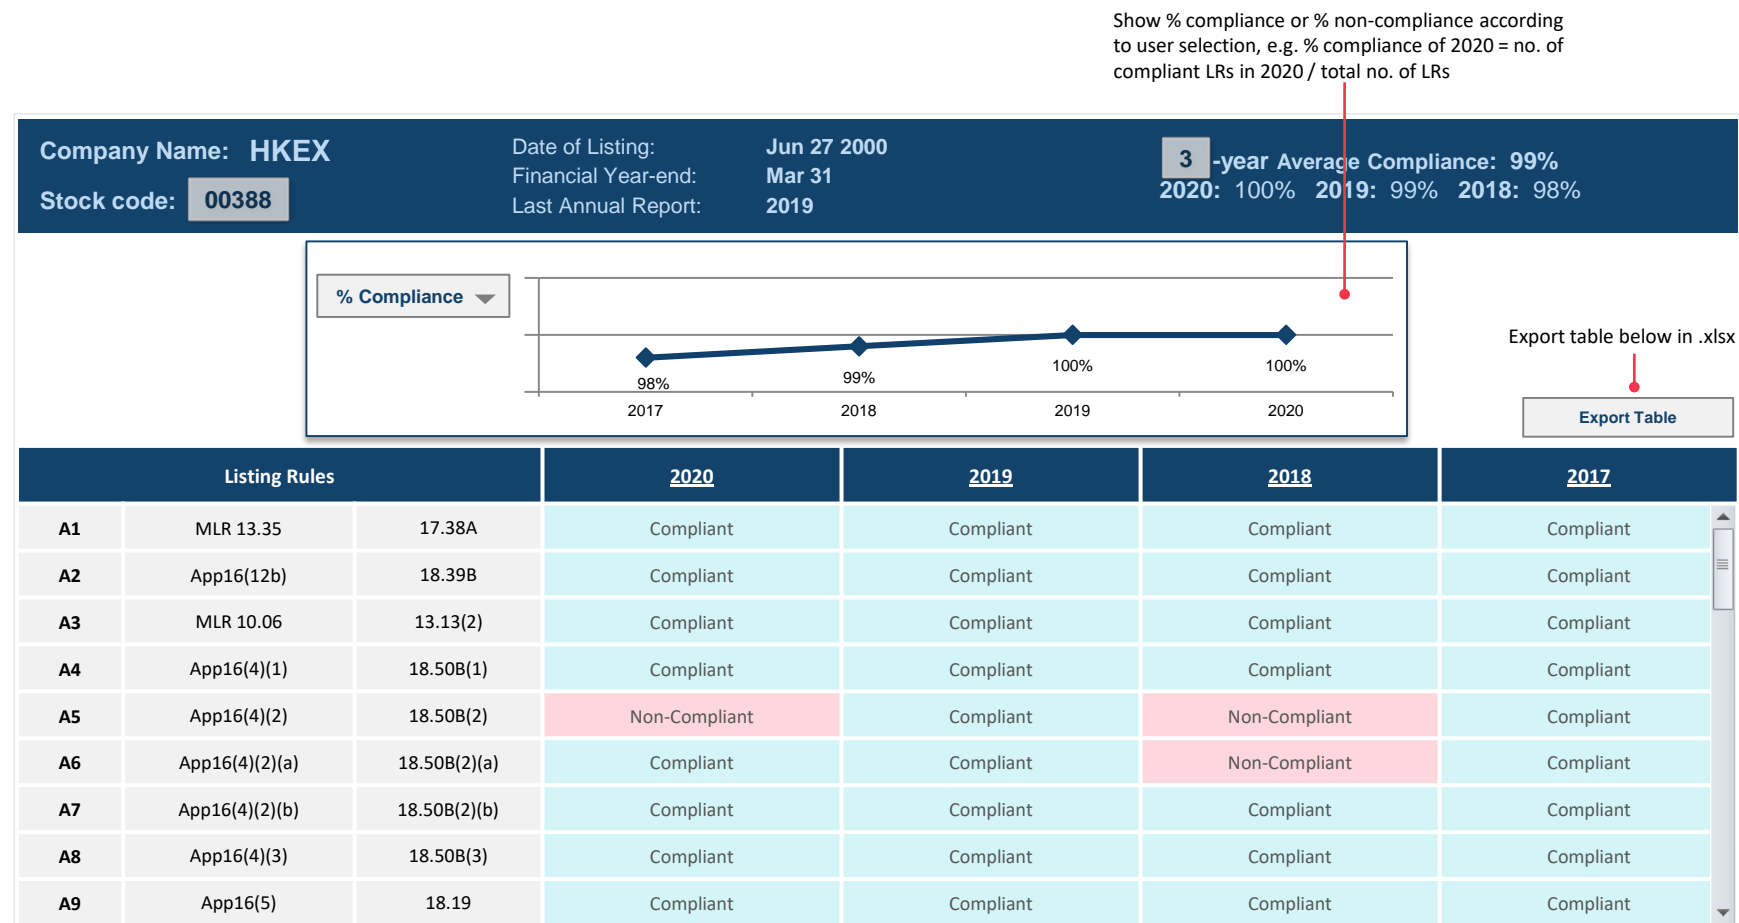 Show % compliance or % non-compliance according
to user selection, e.g. % compliance of 2020 = no. of
compliant LRs in 2020 / total no. of LRs
Company Name: HKEX
Stock code: 00388
Date of Listing: Jun 27 2000
Financial Year-end: Mar 31
Last Annual Report: 2019
3 -year Average Compliance: 99%
2020: 100% 2019: 99% 2018: 98%
% Compliance
98% 99% 100% 100%
2017 2018 2019 2020
Export table below in .xlsx
Export Table
Listing Rules 2020 2019 2018 2017
A1 MLR 13.35 17.38A Compliant Compliant Compliant Compliant
A2 App16(12b) 18.39B Compliant Compliant Compliant Compliant
A3 MLR 10.06 13.13(2) Compliant Compliant Compliant Compliant
A4 App16(4)(1) 18.50B(1) Compliant Compliant Compliant Compliant
A5 App16(4)(2) 18.50B(2) Non-Compliant Compliant Non-Compliant Compliant
A6 App16(4)(2)(a) 18.50B(2)(a) Compliant Compliant Non-Compliant Compliant
A7 App16(4)(2)(b) 18.50B(2)(b) Compliant Compliant Compliant Compliant
A8 App16(4)(3) 18.50B(3) Compliant Compliant Compliant Compliant
A9 App16(5) 18.19 Compliant Compliant Compliant Compliant